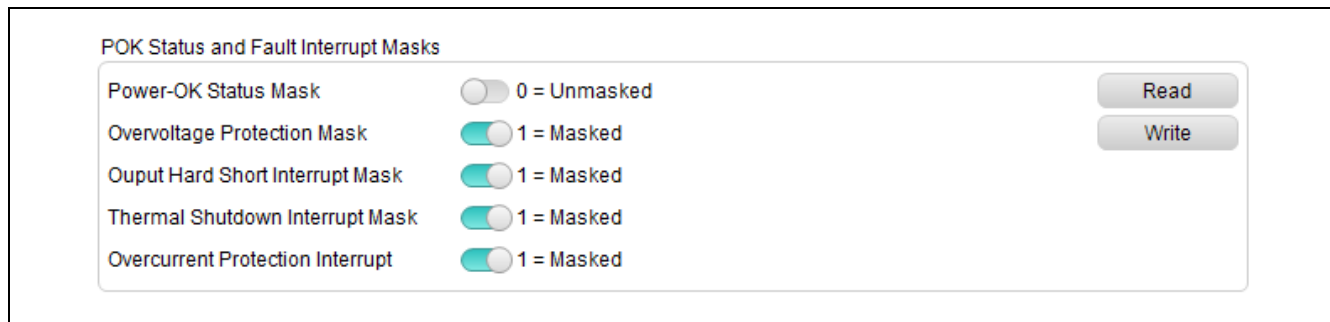 POK Status and Fault Interrupt Masks
Power-OK Status Mask 0 = Unmasked Read
Overvoltage Protection Mask 1 = Masked Write
Ouput Hard Short Interrupt Mask 1 = Masked
Thermal Shutdown Interrupt Mask 1 = Masked
Overcurrent Protection Interrupt 1 = Masked